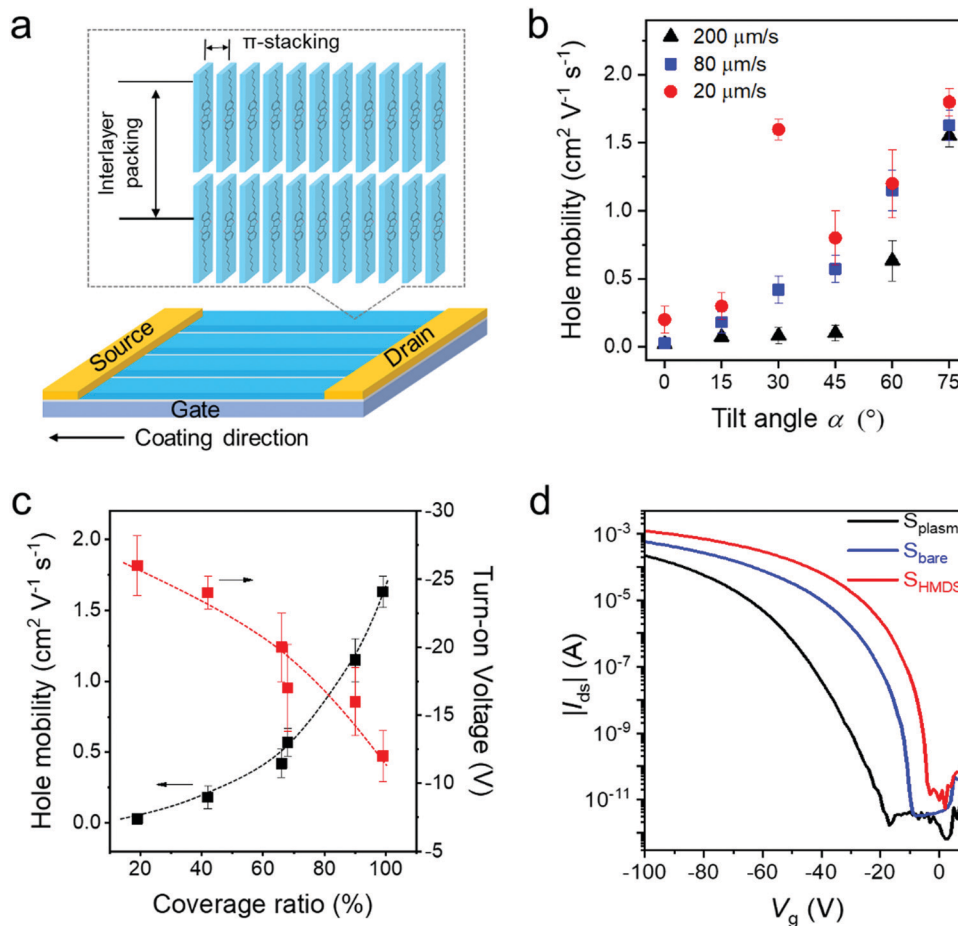 a
π-stacking
Interlayer
packing
Source
Drain
Gate
Coating direction
b
200 μm/s
80 μm/s
20 μm/s
Hole mobility (cm² V⁻¹ s⁻¹)
2.0
1.5
1.0
0.5
0.0
0 15 30 45 60 75
Tilt angle α (°)
c
Hole mobility (cm² V⁻¹ s⁻¹)
2.0
1.5
1.0
0.5
0.0
-30
-25
-20
-15
-10
-5
Turn-on Voltage (V)
20 40 60 80 100
Coverage ratio (%)
d
S_plasm
S_bare
S_HMDS
|I_ds| (A)
10⁻³
10⁻⁵
10⁻⁷
10⁻⁹
10⁻¹¹
-100 -80 -60 -40 -20 0
V_g (V)